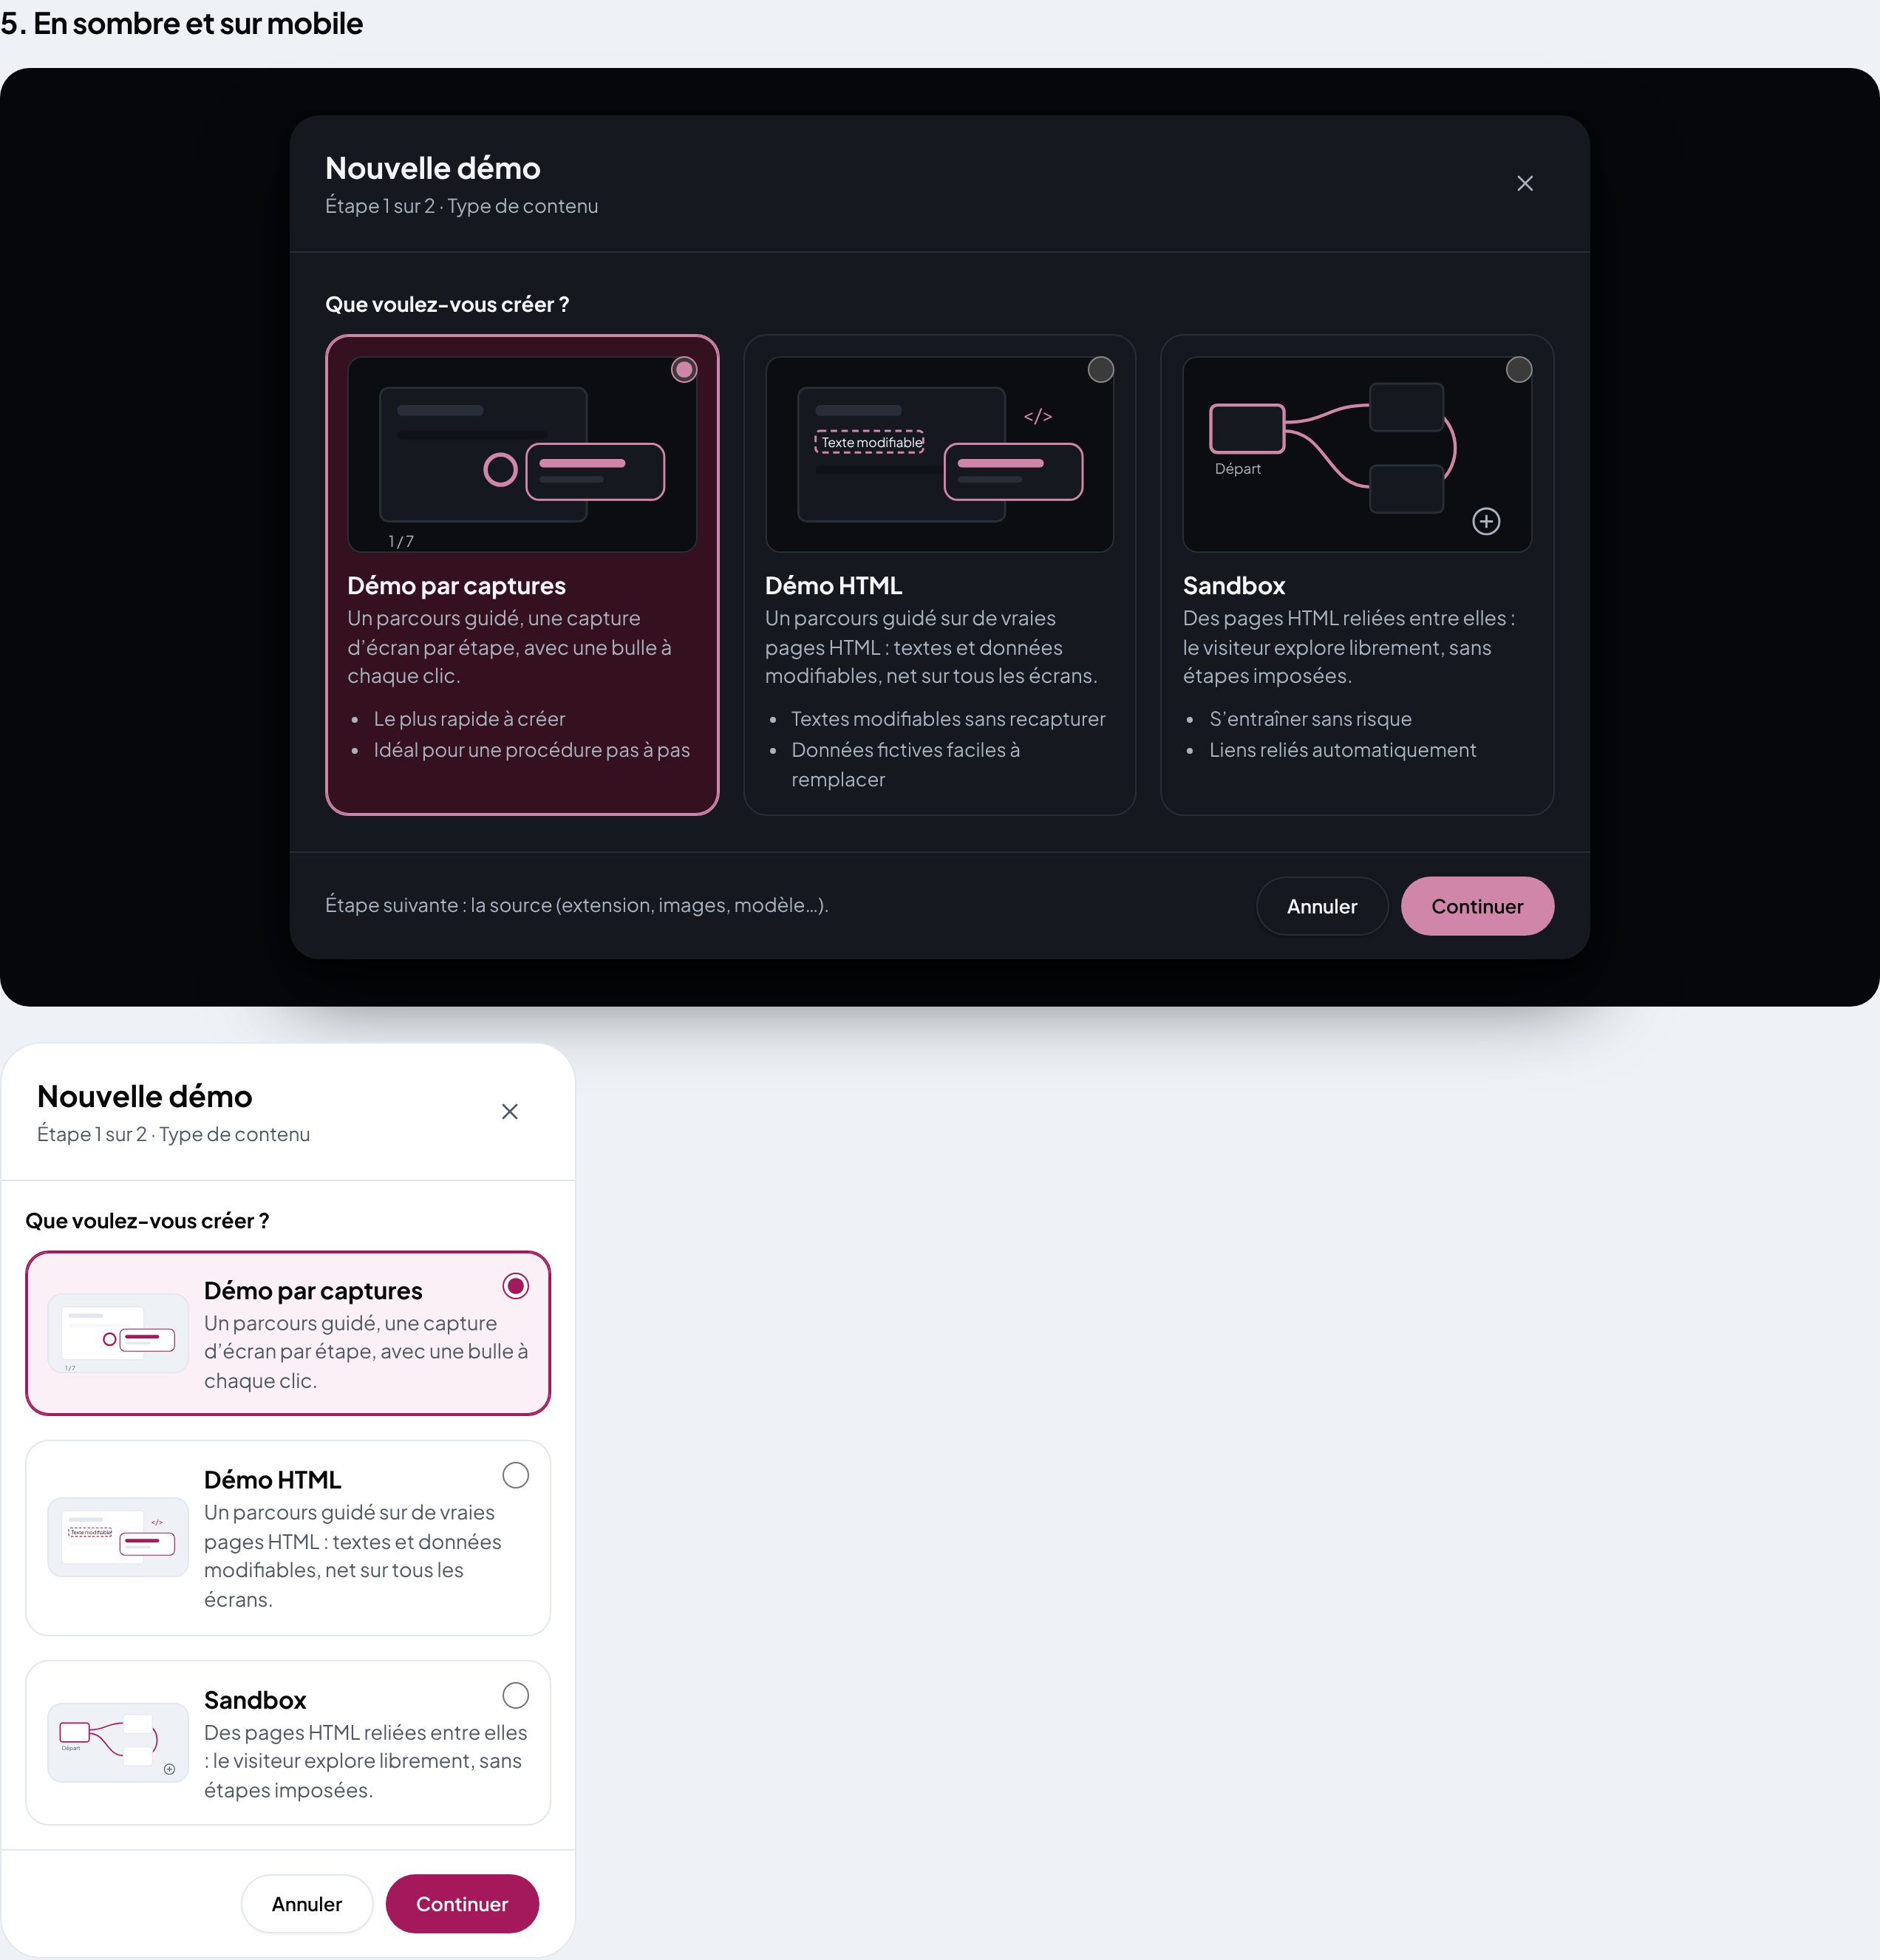 5. En sombre et sur mobile
Nouvelle démo
Étape 1 sur 2 · Type de contenu
Que voulez-vous créer ?
1 / 7
Démo par captures
Un parcours guidé, une capture
d’écran par étape, avec une bulle à
chaque clic.
• Le plus rapide à créer
• Idéal pour une procédure pas à pas
</>
Texte modifiable
Démo HTML
Un parcours guidé sur de vraies
pages HTML : textes et données
modifiables, net sur tous les écrans.
• Textes modifiables sans recapturer
• Données fictives faciles à
remplacer
Départ
Sandbox
Des pages HTML reliées entre elles :
le visiteur explore librement, sans
étapes imposées.
• S’entraîner sans risque
• Liens reliés automatiquement
Étape suivante : la source (extension, images, modèle…).
Annuler
Continuer
Nouvelle démo
Étape 1 sur 2 · Type de contenu
Que voulez-vous créer ?
1 / 7
Démo par captures
Un parcours guidé, une capture
d’écran par étape, avec une bulle à
chaque clic.
</>
Texte modifiable
Démo HTML
Un parcours guidé sur de vraies
pages HTML : textes et données
modifiables, net sur tous les
écrans.
Départ
Sandbox
Des pages HTML reliées entre elles
: le visiteur explore librement, sans
étapes imposées.
Annuler
Continuer